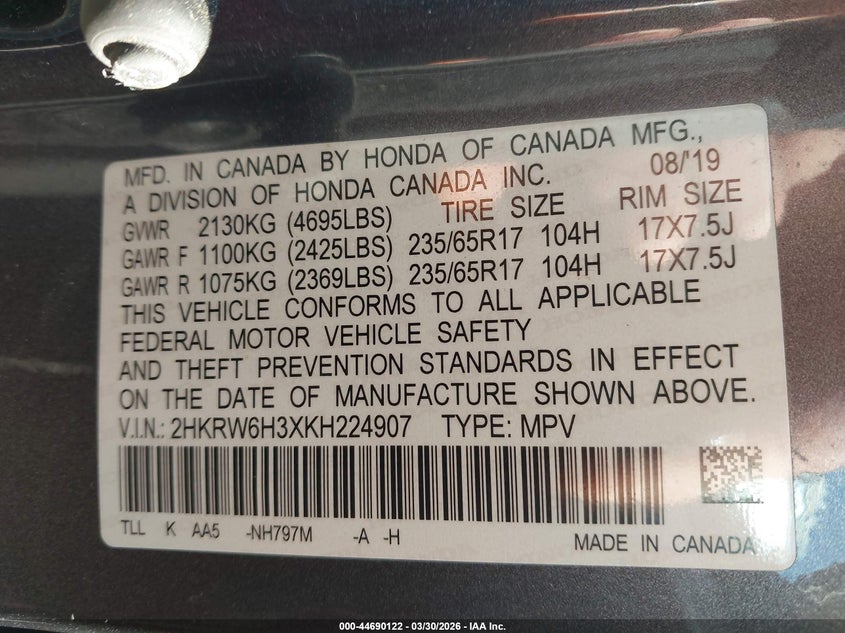 MFD. IN CANADA BY HONDA OF CANADA MFG.,
A DIVISION OF HONDA CANADA INC. 08/'19
GVWR 2130KG (4695LBS) TIRE SIZE RIM SIZE
GAWR F 1100KG (2425LBS) 235/65R17 104H 17X7.5J
GAWR R 1075KG (2369LBS) 235/65R17 104H 17X7.5J
THIS VEHICLE CONFORMS TO ALL APPLICABLE
FEDERAL MOTOR VEHICLE SAFETY
AND THEFT PREVENTION STANDARDS IN EFFECT
ON THE DATE OF MANUFACTURE SHOWN ABOVE.
V.I.N.: 2HKRW6H3XKH224907 TYPE: MPV
TLL K AA5 -NH797M -A -H
MADE IN CANADA
000-44690122 - 03/30/2026 - IAA Inc.